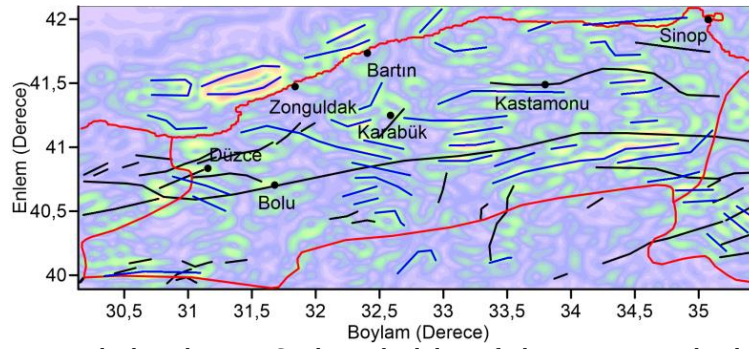 42
41,5
41
40,5
40
Enlem (Derece)
Sinop
Bartın
Zonguldak
Kastamonu
Karabük
Düzce
Bolu
30,5 31 31,5 32 32,5 33 33,5 34 34,5 35
Boylam (Derece)